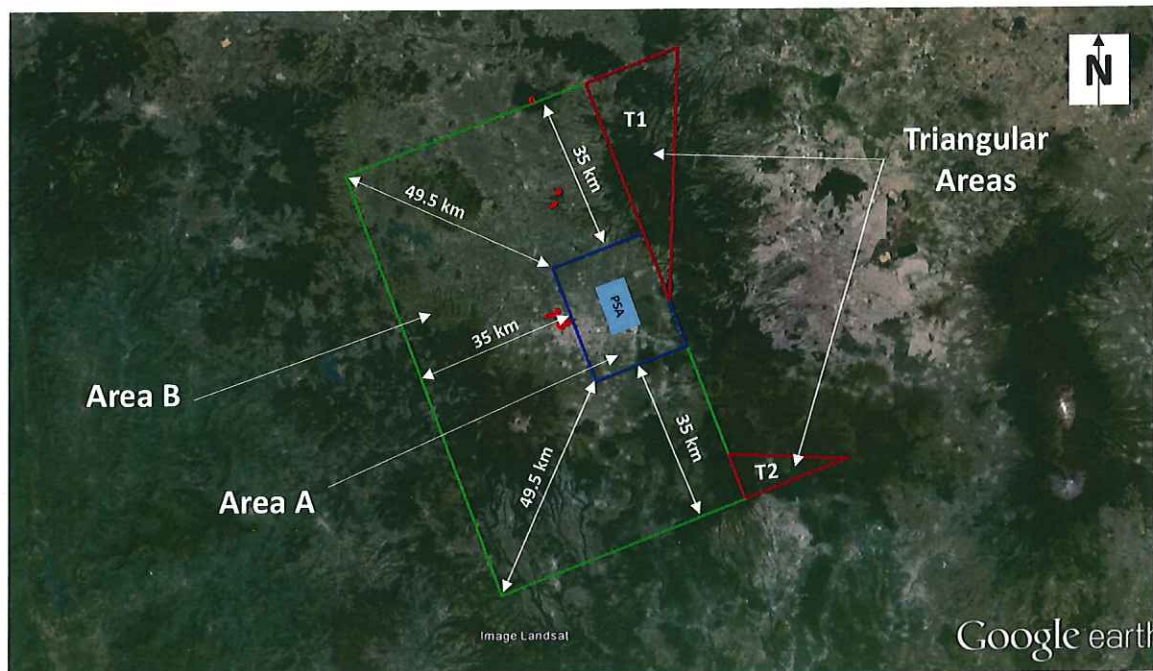 N
T1
Triangular
Areas
35 km
49.5 km
PSA
35 km
Area B
35 km
49.5 km
T2
Area A
Image Landsat
Google earth